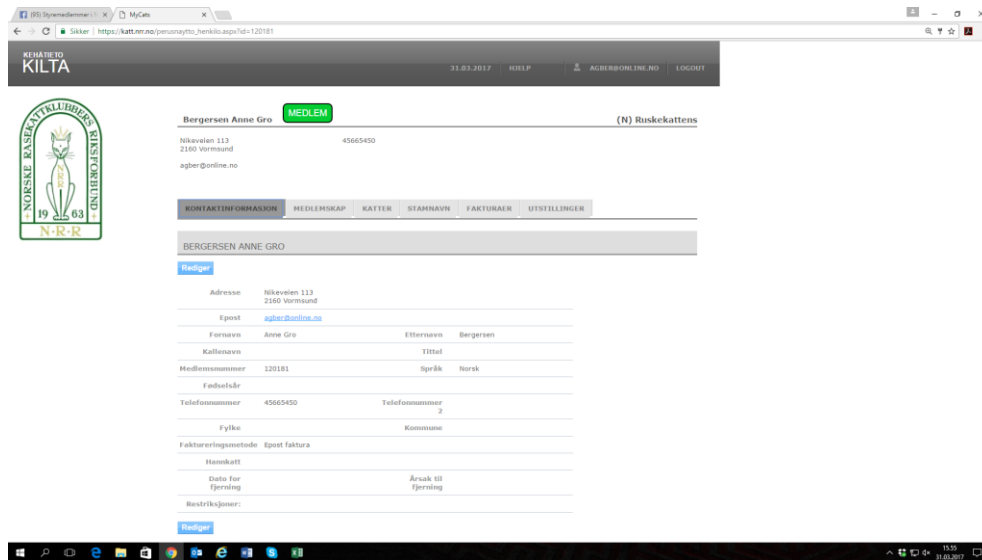 (95) Styremedlemmer i
MyCats
Sikker | https://katt.nrr.no/perusnaytto_henkilo.aspx?id=120181
KEHÄTIETO
KILTA
31.03.2017 HJELP AGBER@ONLINE.NO LOGOUT
NORSKE RASEKATTKLUBBERS RIKSFORBUND
19 63
NRR
N·R·R
Bergersen Anne Gro MEDLEM (N) Ruskekattens
Nikeveien 113 45665450
2160 Vormsund
agber@online.no
KONTAKTINFORMASJON MEDLEMSKAP KATTER STAMNAVN FAKTURAER UTSTILLINGER
BERGERSEN ANNE GRO
Rediger
Adresse Nikeveien 113
2160 Vormsund
Epost agber@online.no
Fornavn Anne Gro Etternavn Bergersen
Kallenavn Tittel
Medlemsnummer 120181 Språk Norsk
Fødselsår
Telefonnummer 45665450 Telefonnummer
2
Fylke Kommune
Faktureringsmetode Epost faktura
Hannkatt
Dato for Årsak til
fjerning fjerning
Restriksjoner:
Rediger
15.55
31.03.2017